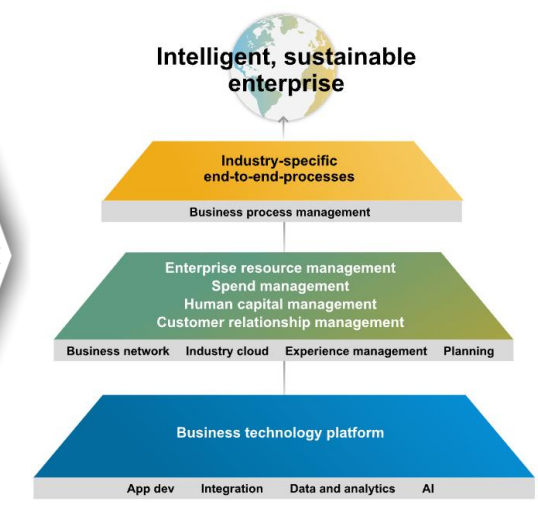 Intelligent, sustainable
enterprise
Industry-specific
end-to-end-processes
Business process management
Enterprise resource management
Spend management
Human capital management
Customer relationship management
Business network Industry cloud Experience management Planning
Business technology platform
App dev Integration Data and analytics AI